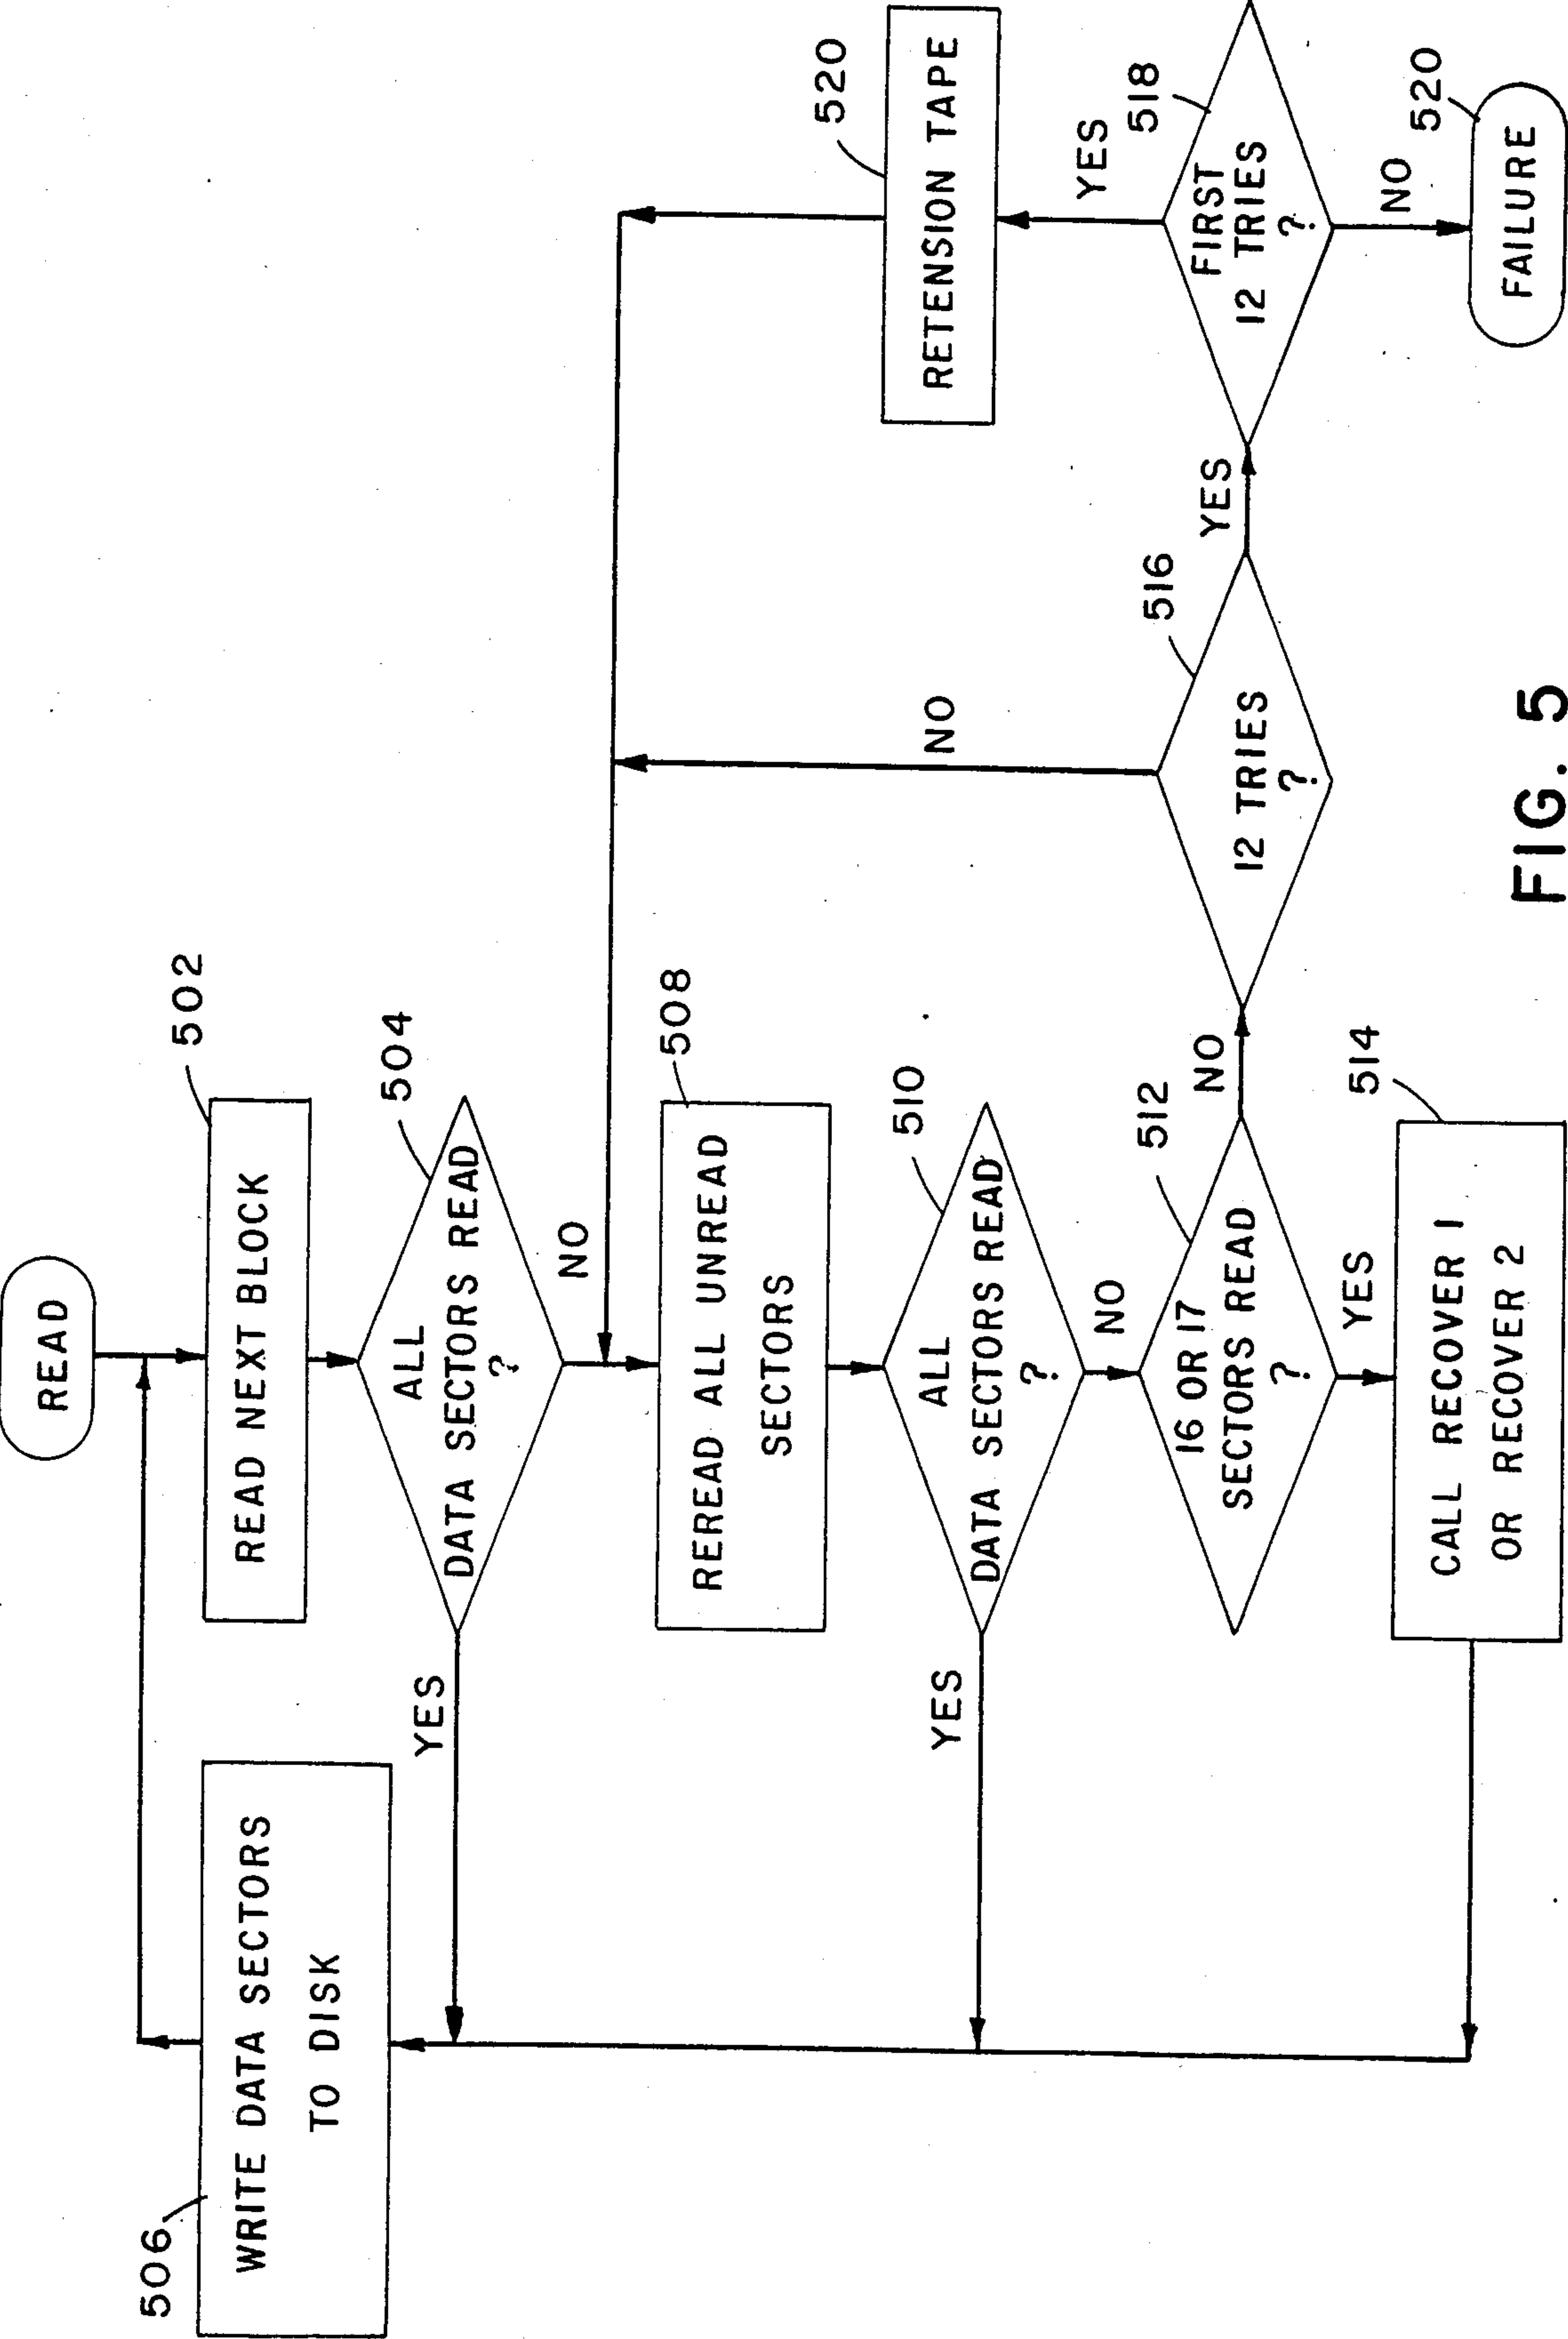 READ
502
READ NEXT BLOCK
504
ALL
DATA SECTORS READ
?
YES
NO
506
WRITE DATA SECTORS
TO DISK
508
REREAD ALL UNREAD
SECTORS
510
ALL
DATA SECTORS READ
?
YES
NO
512
16 OR 17
SECTORS READ
?
NO
YES
514
CALL RECOVER 1
OR RECOVER 2
516
12 TRIES
?
NO
YES
518
FIRST
12 TRIES
?
YES
NO
520
RETENSION TAPE
520
FAILURE
FIG. 5